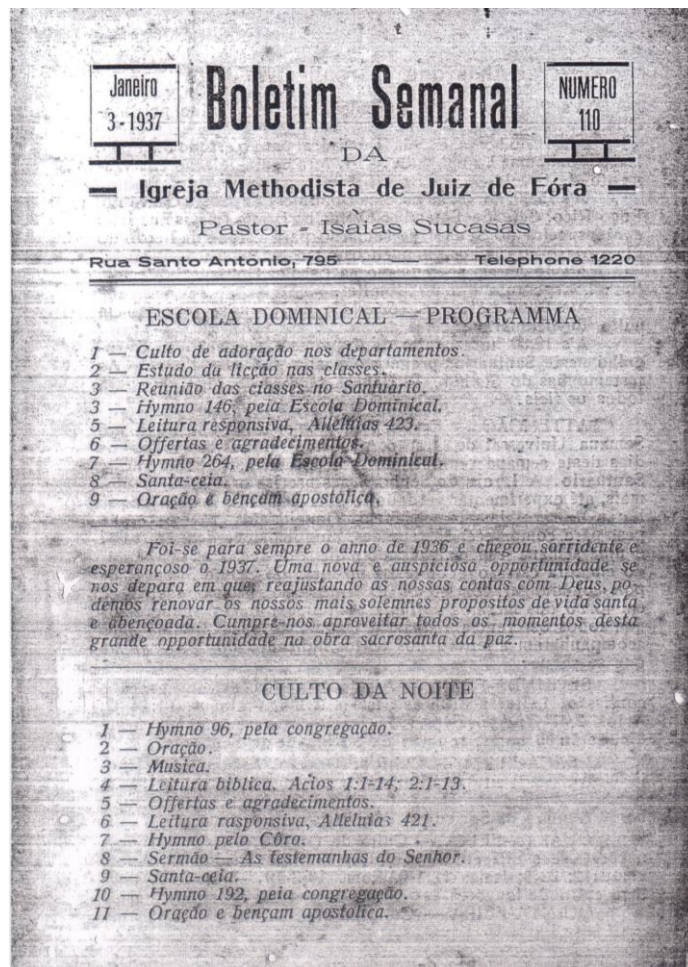 Janeiro
3-1937
Boletim Semanal
NUMERO
110
DA
— Igreja Methodista de Juiz de Fóra —
Pastor - Isaias Sucasas
Rua Santo Antonio, 795 — — Telephone 1220
ESCOLA DOMINICAL — PROGRAMMA
1 — Culto de adoração nos departamentos.
2 — Estudo da licção nas classes.
3 — Reunião das classes no Santuario.
3 — Hymno 146, pela Escola Dominical.
5 — Leitura responsiva, Alleluias 423.
6 — Offertas e agradecimentos.
7 — Hymno 264, pela Escola Dominical.
8 — Santa-ceia.
9 — Oração e bençam apostolica.
Foi-se para sempre o anno de 1936 e chegou sorridente e
esperançoso o 1937. Uma nova e auspiciosa opportunidade se
nos depara em que, reajustando as nossas contas com Deus, po-
demos renovar os nossos mais solemnes propositos de vida santa
e abençoada. Cumpre-nos aproveitar todos os momentos desta
grande opportunidade na obra sacrosanta da paz.
CULTO DA NOITE
1 — Hymno 96, pela congregação.
2 — Oração.
3 — Musica.
4 — Leitura biblica. Actos 1:1-14; 2:1-13.
5 — Offertas e agradecimentos.
6 — Leitura rasponsiva, Alleluias 421.
7 — Hymno pelo Côro.
8 — Sermão — As testemanhas do Senhor.
9 — Santa-ceia.
10 — Hymno 192, peia congregação.
11 — Oração e bençam apostolica.